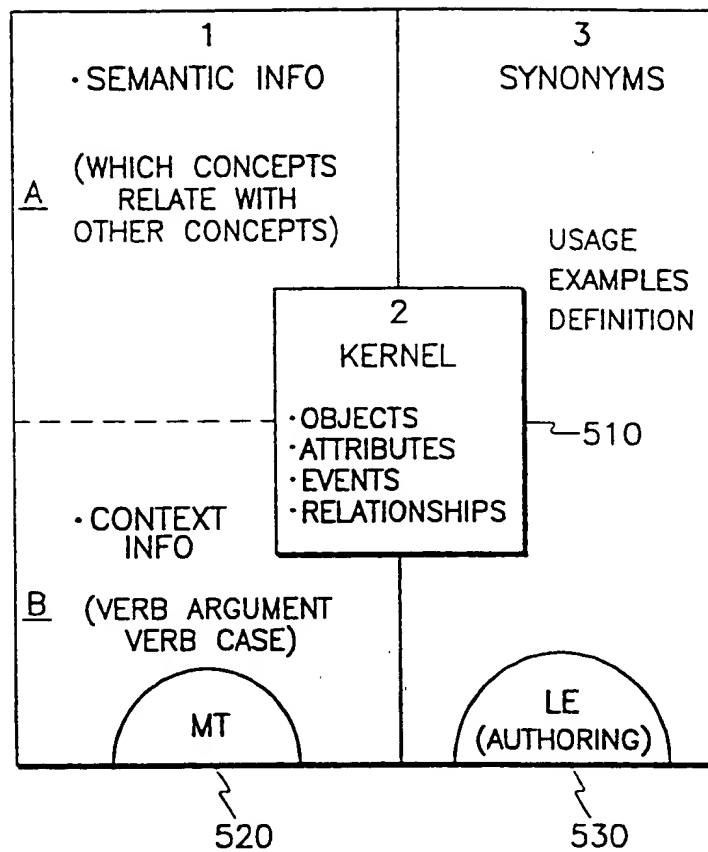 1
· SEMANTIC INFO
A
(WHICH CONCEPTS
RELATE WITH
OTHER CONCEPTS)
3
SYNONYMS
USAGE
EXAMPLES
DEFINITION
2
KERNEL
· OBJECTS
· ATTRIBUTES
· EVENTS
· RELATIONSHIPS
510
· CONTEXT
INFO
B
(VERB ARGUMENT
VERB CASE)
MT
LE
(AUTHORING)
520
530